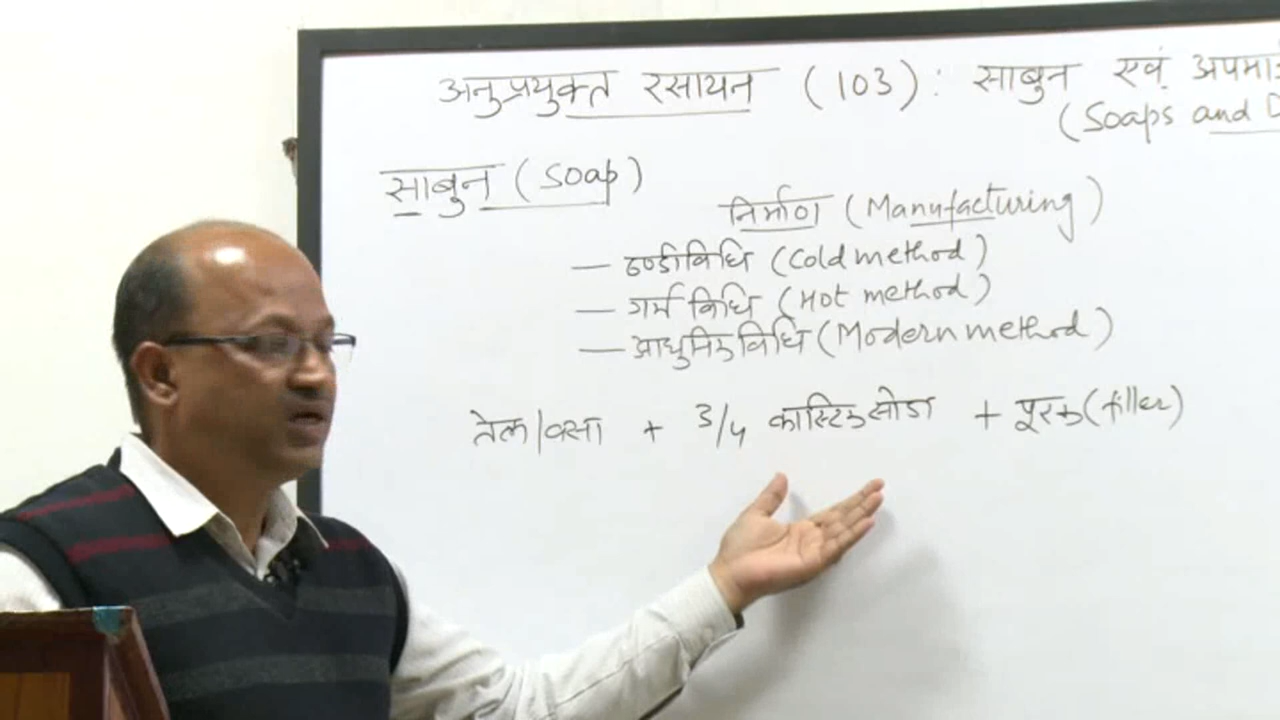 अनुप्रयुक्त रसायन (103): साबुन एवं अपमा
(Soaps and D
साबुन (Soap)
निर्माण (Manufacturing)
— ठण्डी विधि (Cold method)
— गर्म विधि (Hot method)
— आधुनिक विधि (Modern method)
तेल/वसा + 3/4 कास्टिक सोडा + पूरक (filler)